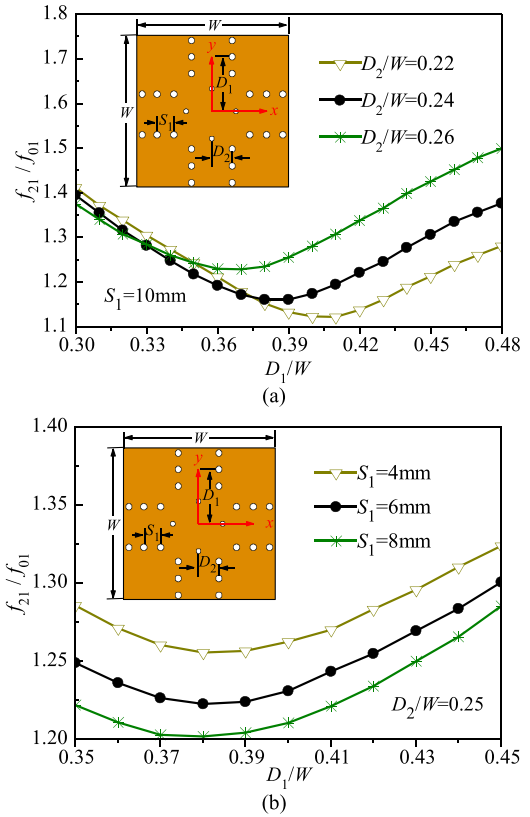 1.8
1.7
1.6
1.5
1.4
1.3
1.2
1.1
f21 / f01
W
W
y
D1
x
S1
D2
D2/W=0.22
D2/W=0.24
D2/W=0.26
S1=10mm
0.30 0.33 0.36 0.39 0.42 0.45 0.48
D1/W
(a)
1.40
1.30
1.25
1.20
f21 / f01
W
W
y
D1
x
S1
D2
S1=4mm
S1=6mm
S1=8mm
D2/W=0.25
0.35 0.37 0.39 0.41 0.43 0.45
D1/W
(b)